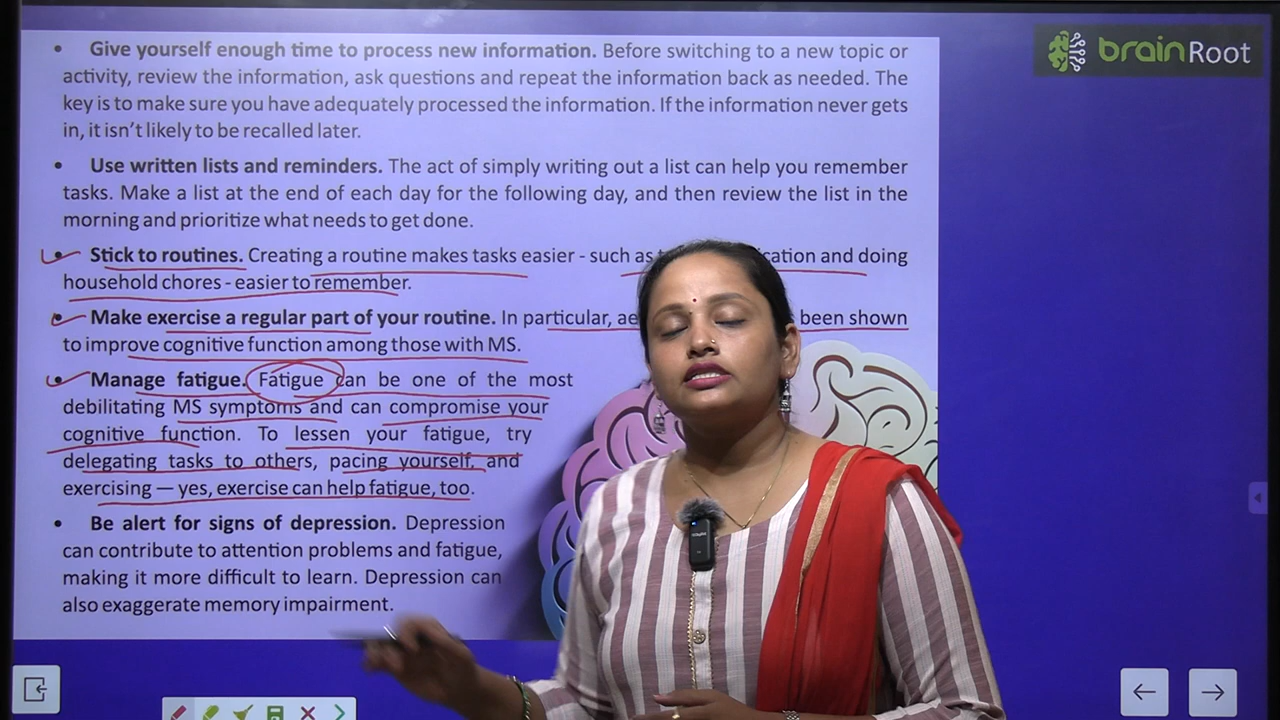 brainRoot
• Give yourself enough time to process new information. Before switching to a new topic or
activity, review the information, ask questions and repeat the information back as needed. The
key is to make sure you have adequately processed the information. If the information never gets
in, it isn't likely to be recalled later.
• Use written lists and reminders. The act of simply writing out a list can help you remember
tasks. Make a list at the end of each day for the following day, and then review the list in the
morning and prioritize what needs to get done.
• Stick to routines. Creating a routine makes tasks easier - such as and doing
household chores - easier to remember.
• Make exercise a regular part of your routine. In particular, been shown
to improve cognitive function among those with MS.
• Manage fatigue. Fatigue can be one of the most
debilitating MS symptoms and can compromise your
cognitive function. To lessen your fatigue, try
delegating tasks to others, pacing yourself, and
exercising — yes, exercise can help fatigue, too.
• Be alert for signs of depression. Depression
can contribute to attention problems and fatigue,
making it more difficult to learn. Depression can
also exaggerate memory impairment.